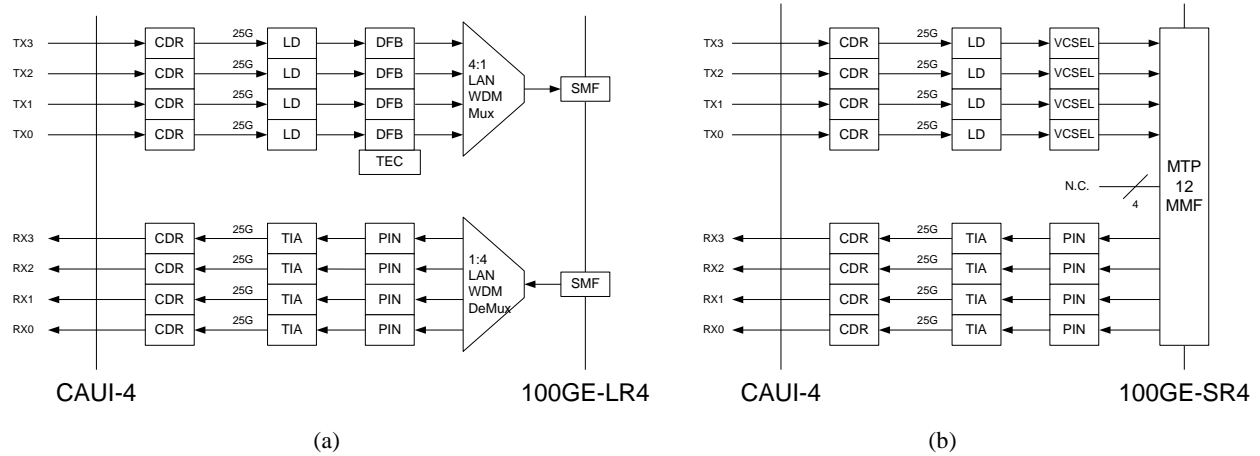 TX3 CDR 25G LD DFB
TX2 CDR 25G LD DFB
TX1 CDR 25G LD DFB
TX0 CDR 25G LD DFB
TEC
4:1
LAN
WDM
Mux
SMF
RX3 CDR 25G TIA PIN
RX2 CDR 25G TIA PIN
RX1 CDR 25G TIA PIN
RX0 CDR 25G TIA PIN
1:4
LAN
WDM
DeMux
SMF
CAUI-4 100GE-LR4
(a)
TX3 CDR 25G LD VCSEL
TX2 CDR 25G LD VCSEL
TX1 CDR 25G LD VCSEL
TX0 CDR 25G LD VCSEL
N.C. 4
MTP
12
MMF
RX3 CDR 25G TIA PIN
RX2 CDR 25G TIA PIN
RX1 CDR 25G TIA PIN
RX0 CDR 25G TIA PIN
CAUI-4 100GE-SR4
(b)